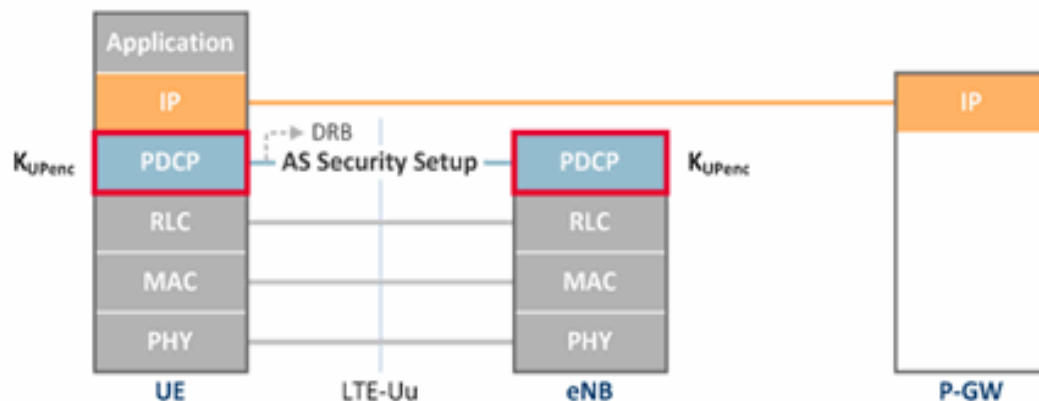 Application
IP
IP
DRB
K_UPenc
PDCP
AS Security Setup
PDCP
K_UPenc
RLC
RLC
MAC
MAC
PHY
PHY
UE
LTE-Uu
eNB
P-GW